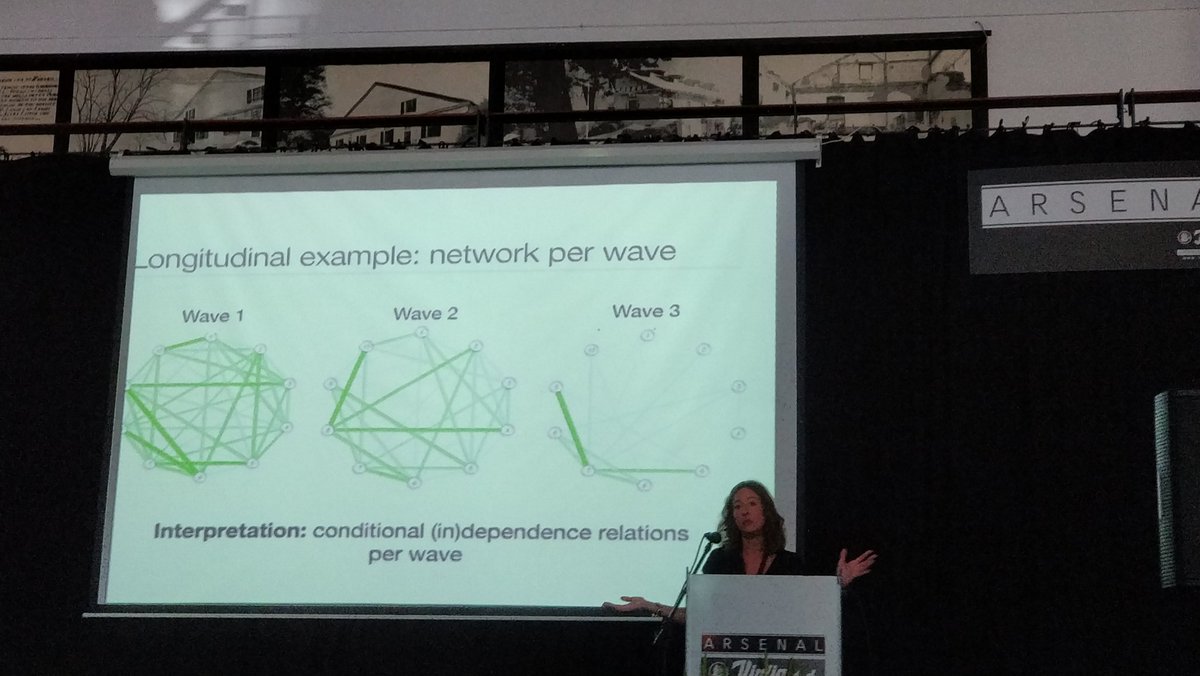 Longitudinal example: network per wave
Wave 1
Wave 2
Wave 3
Interpretation: conditional (in)dependence relations
per wave
ARSENA
ARSENAL